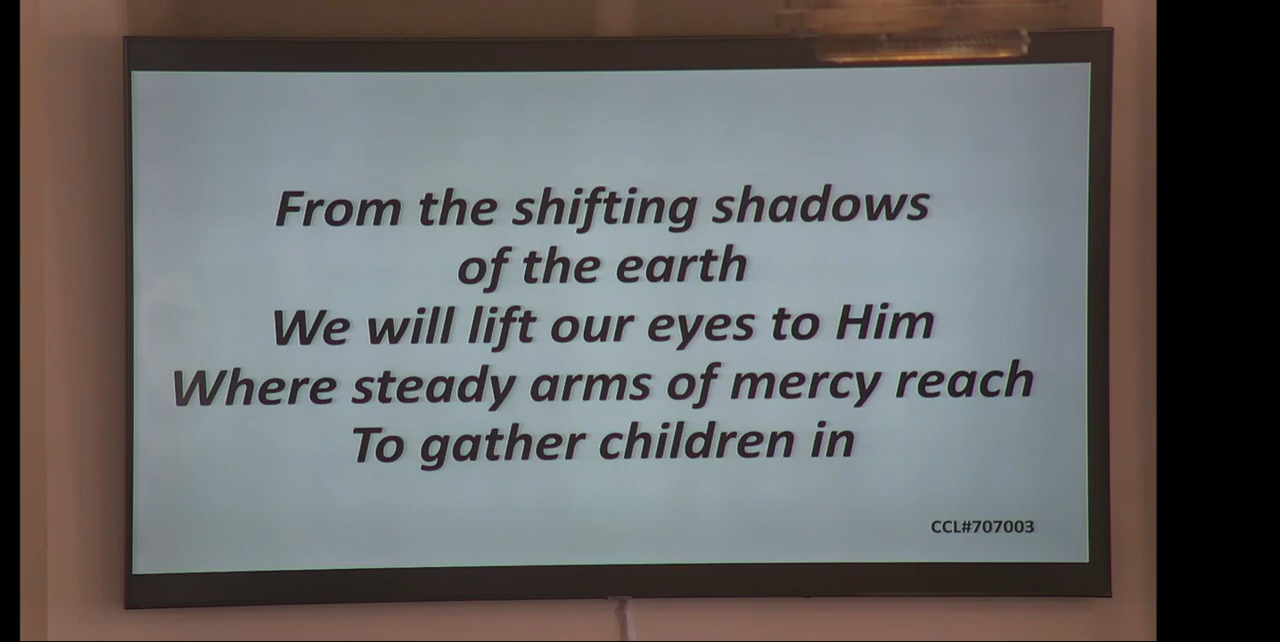 From the shifting shadows
of the earth
We will lift our eyes to Him
Where steady arms of mercy reach
To gather children in
CCL#707003